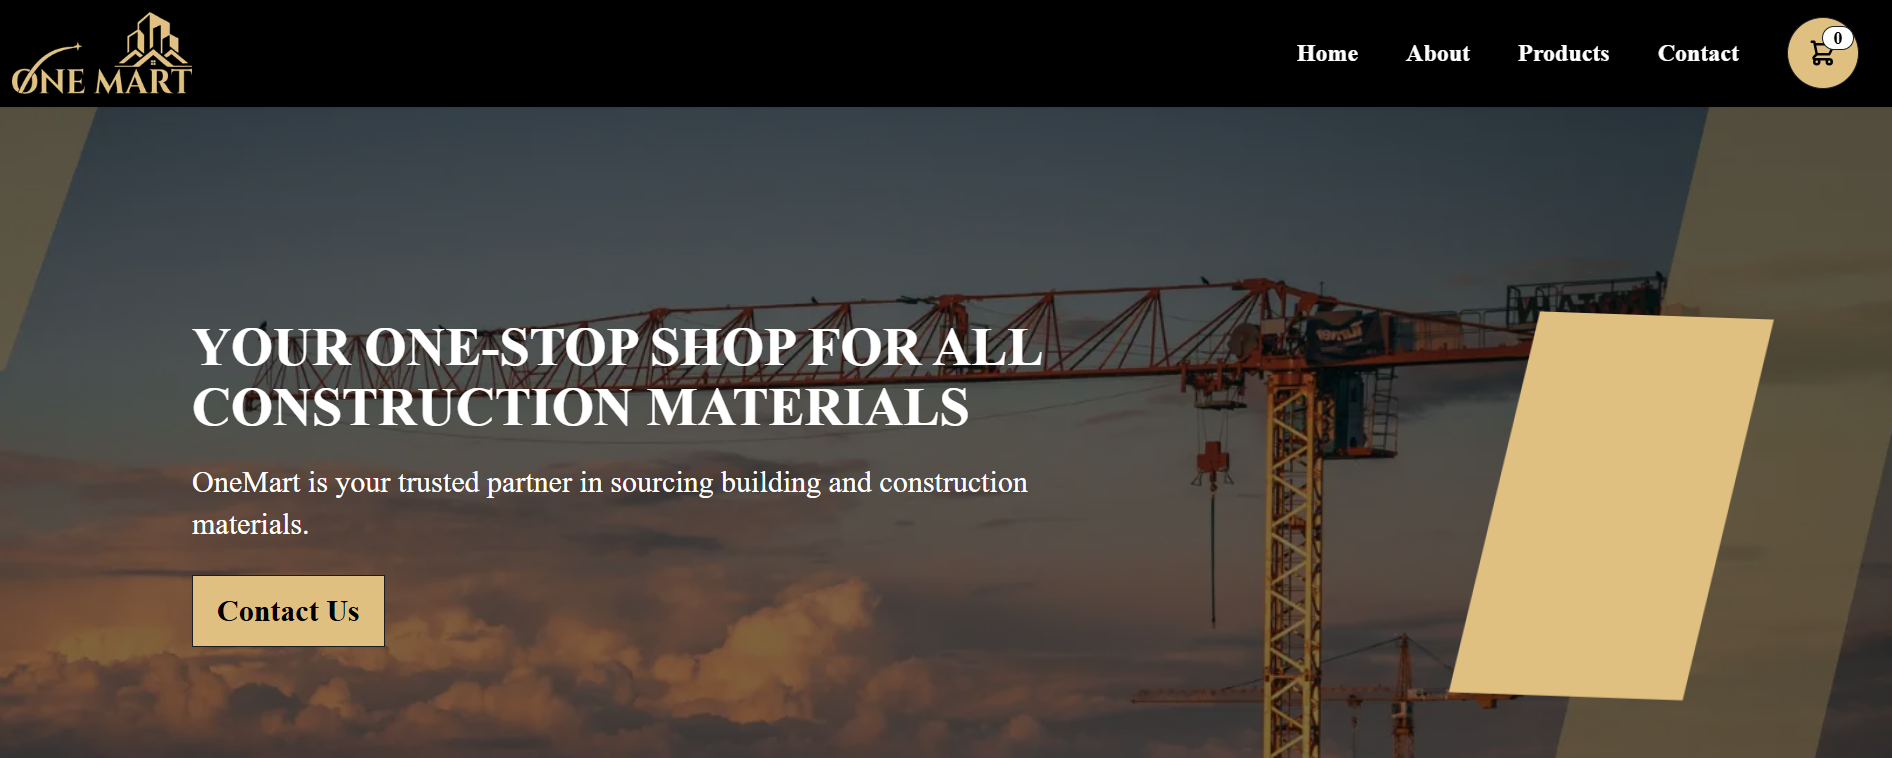 ONE MART
Home
About
Products
Contact
0
YOUR ONE-STOP SHOP FOR ALL
CONSTRUCTION MATERIALS
OneMart is your trusted partner in sourcing building and construction
materials.
Contact Us